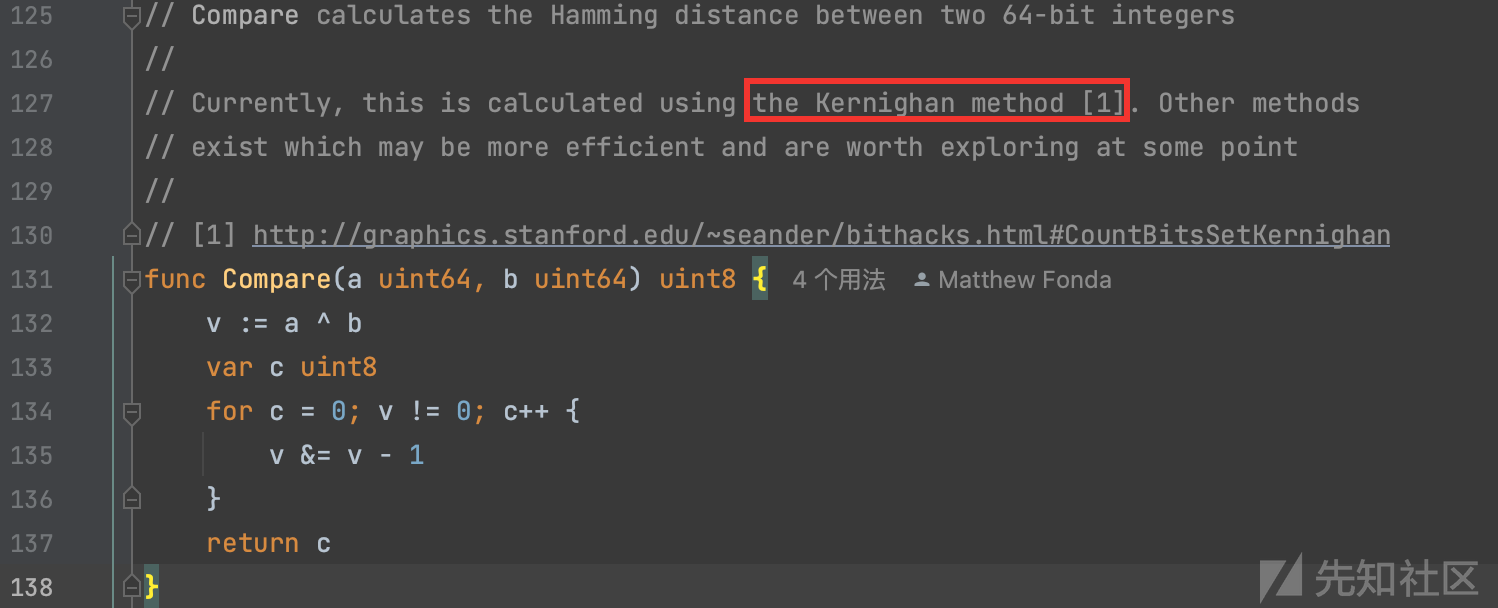 125 // Compare calculates the Hamming distance between two 64-bit integers
126 //
127 // Currently, this is calculated using the Kernighan method [1]. Other methods
128 // exist which may be more efficient and are worth exploring at some point
129 //
130 // [1] http://graphics.stanford.edu/~seander/bithacks.html#CountBitsSetKernighan
131 func Compare(a uint64, b uint64) uint8 { 4 个用法 Matthew Fonda
132 v := a ^ b
133 var c uint8
134 for c = 0; v != 0; c++ {
135 v &= v - 1
136 }
137 return c
138 }
先知社区